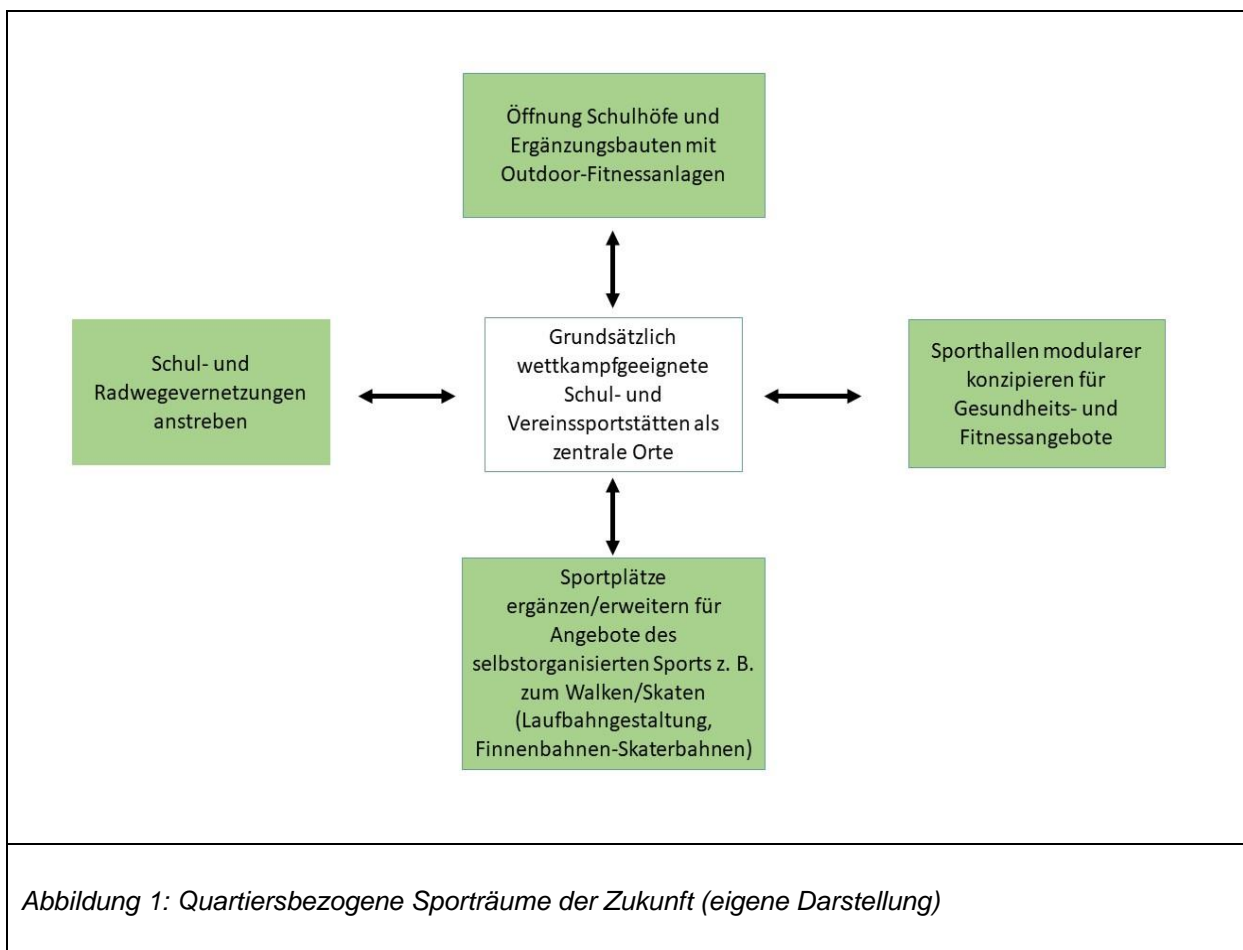 Öffnung Schulhöfe und
Ergänzungsbauten mit
Outdoor-Fitnessanlagen
Schul- und
Radwegevernetzungen
anstreben
Grundsätzlich
wettkampfgeeignete
Schul- und
Vereinssportstätten als
zentrale Orte
Sporthallen modularer
konzipieren für
Gesundheits- und
Fitnessangebote
Sportplätze
ergänzen/erweitern für
Angebote des
selbstorganisierten Sports z. B.
zum Walken/Skaten
(Laufbahngestaltung,
Finnenbahnen-Skaterbahnen)
Abbildung 1: Quartiersbezogene Sporträume der Zukunft (eigene Darstellung)